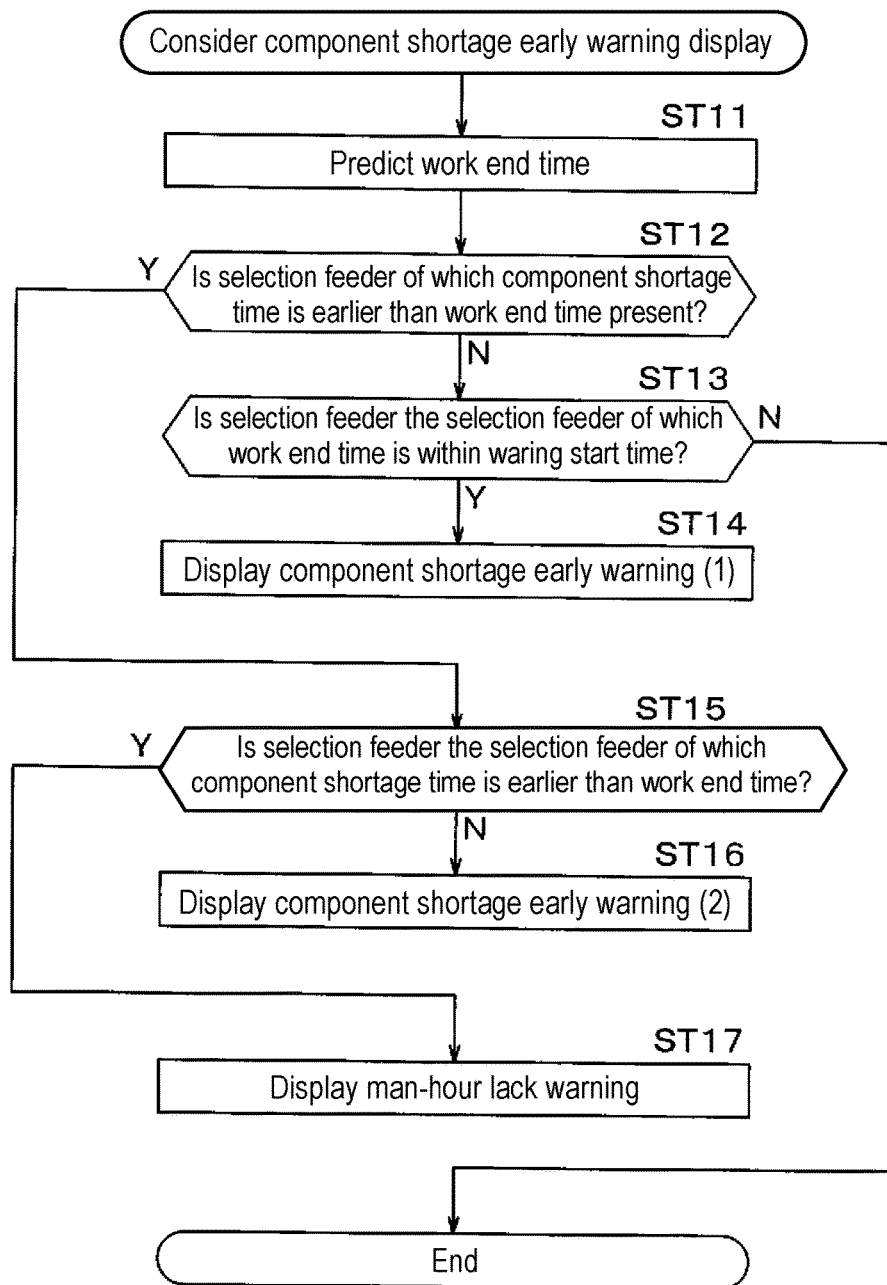 Consider component shortage early warning display
ST11
Predict work end time
ST12
Y
Is selection feeder of which component shortage
time is earlier than work end time present?
N
ST13
Is selection feeder the selection feeder of which
work end time is within waring start time?
N
Y
ST14
Display component shortage early warning (1)
ST15
Y
Is selection feeder the selection feeder of which
component shortage time is earlier than work end time?
N
ST16
Display component shortage early warning (2)
ST17
Display man-hour lack warning
End